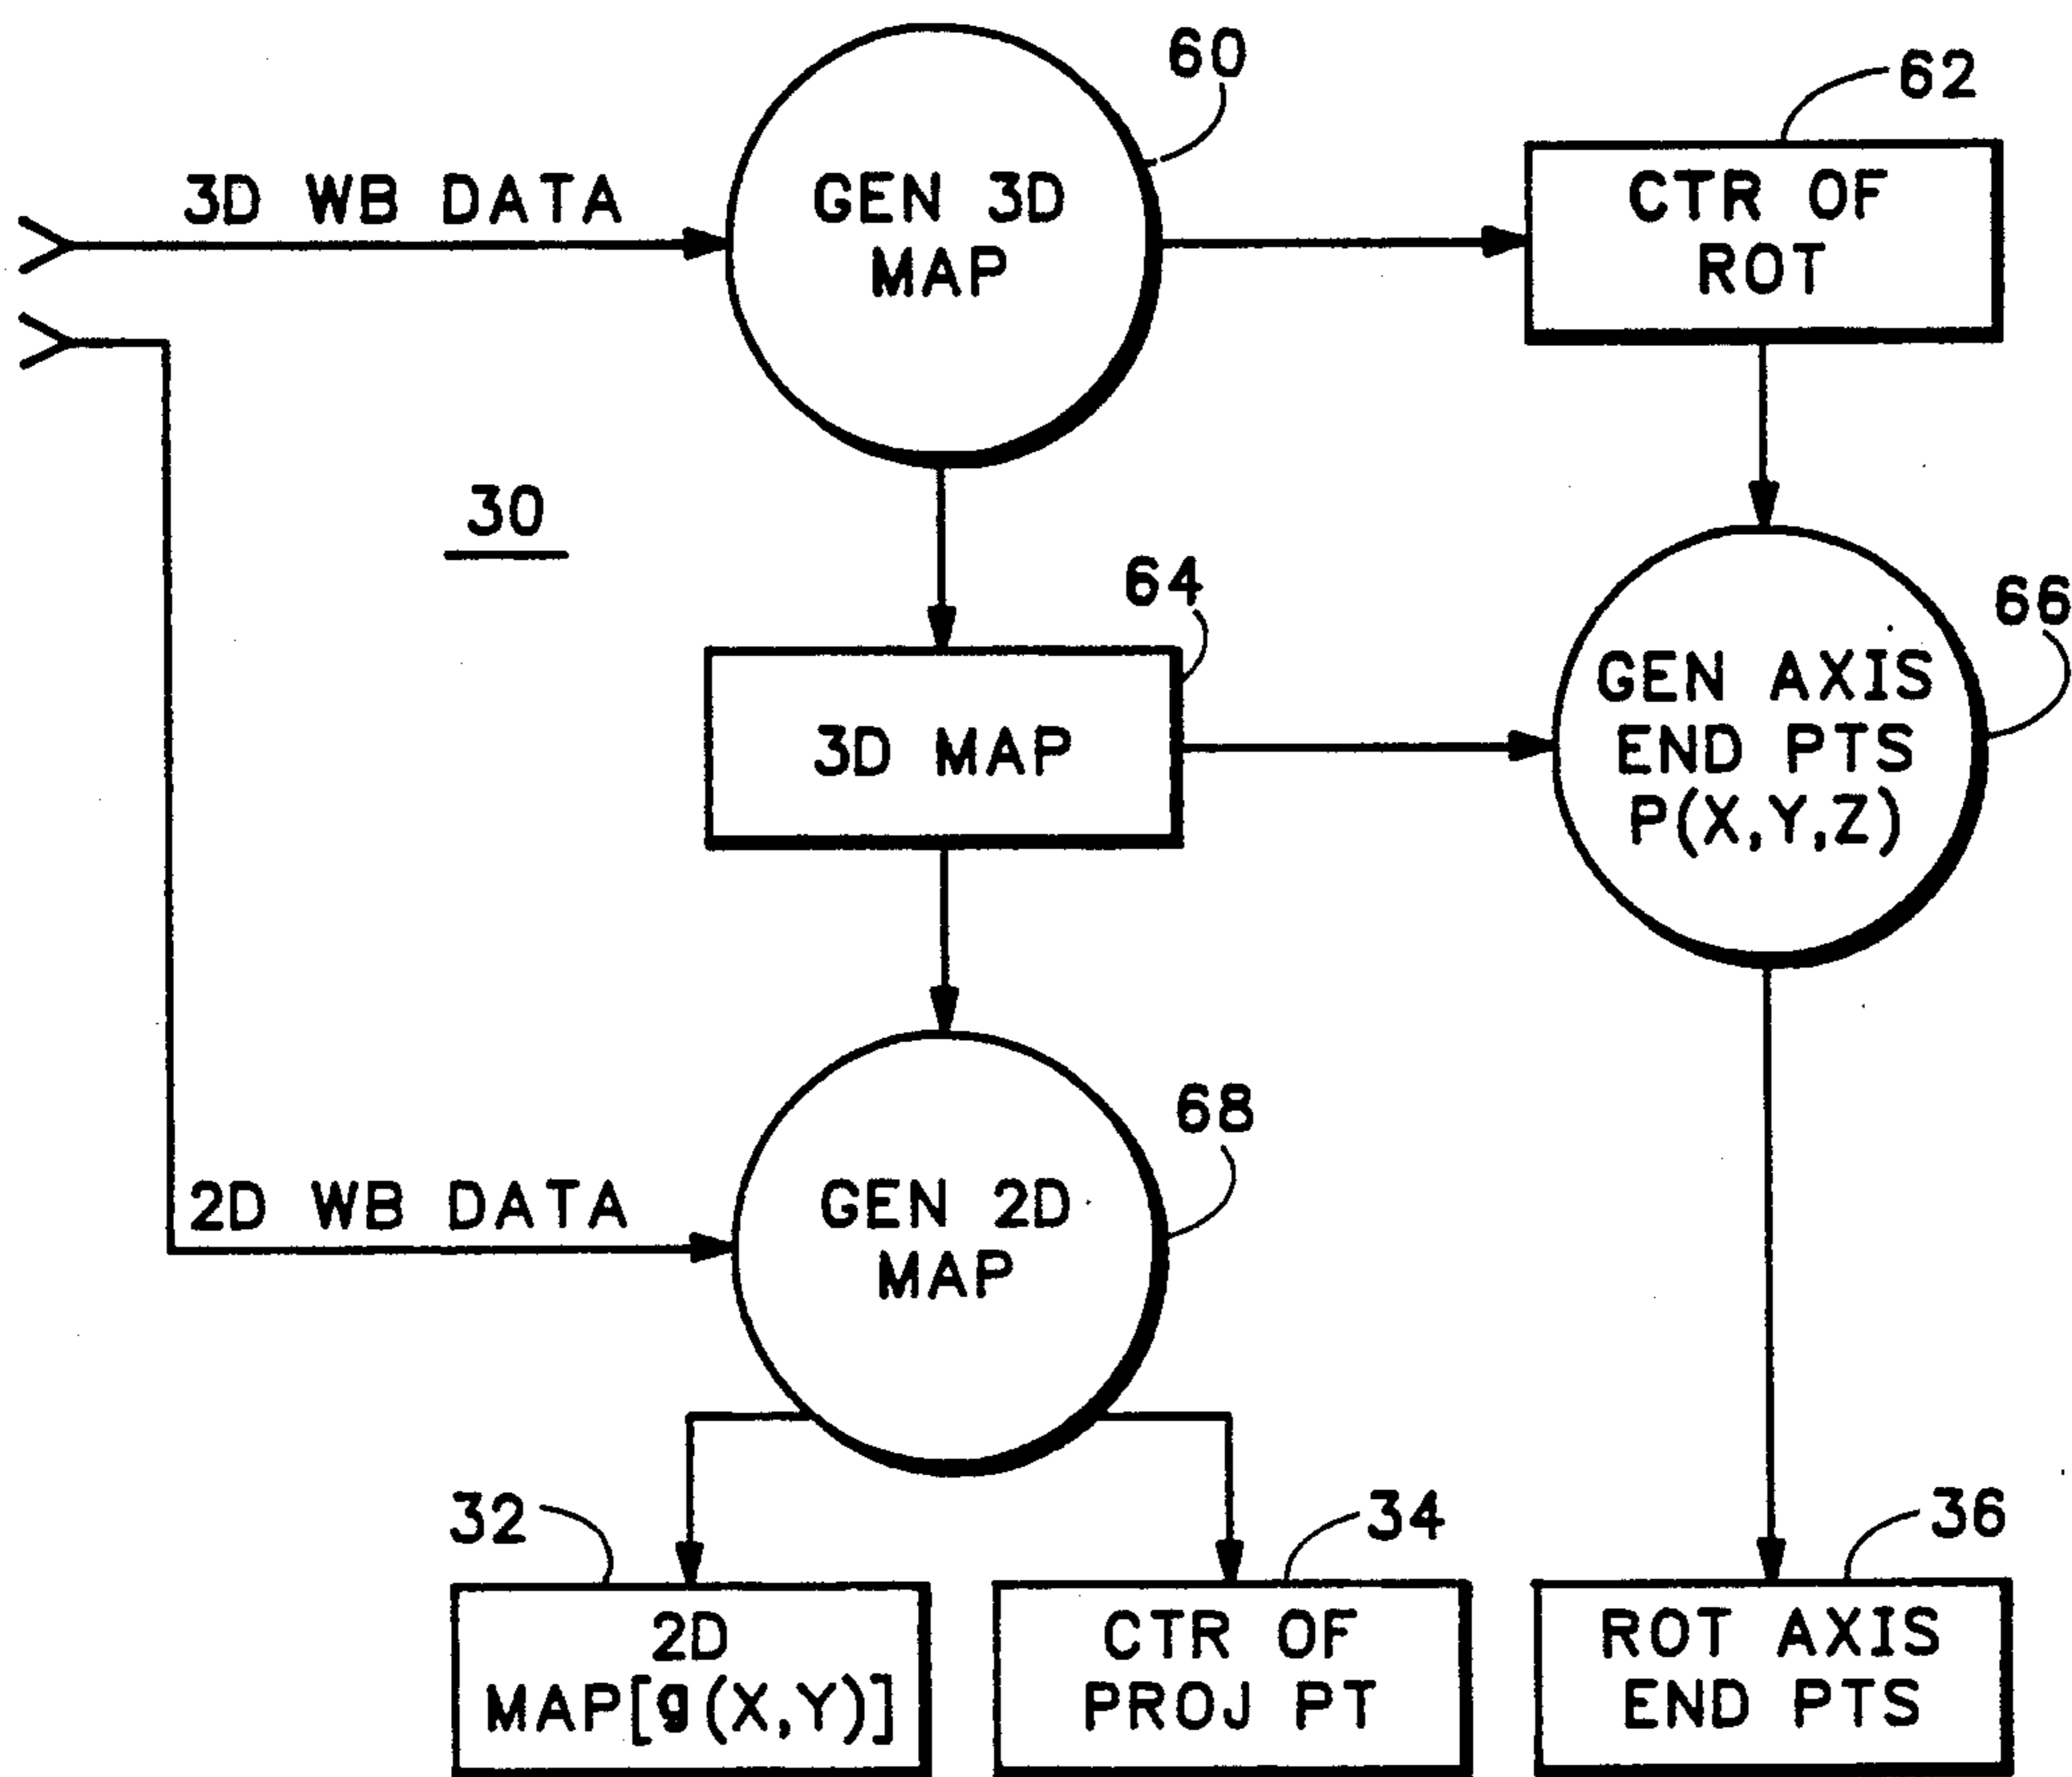 60
62
3D WB DATA
GEN 3D
MAP
CTR OF
ROT
30
64
66
3D MAP
GEN AXIS
END PTS
P(X,Y,Z)
68
2D WB DATA
GEN 2D
MAP
32
34
36
2D
MAP[g(X,Y)]
CTR OF
PROJ PT
ROT AXIS
END PTS